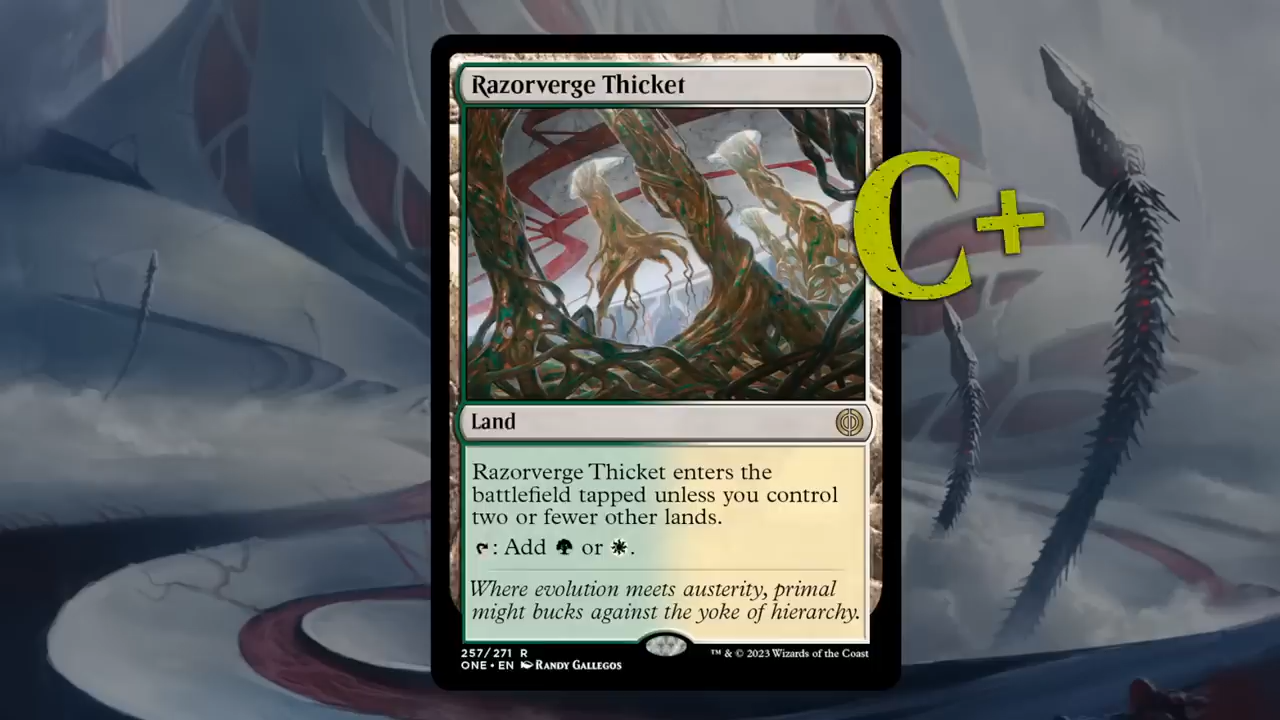 Razorverge Thicket
C+
Land
Razorverge Thicket enters the
battlefield tapped unless you control
two or fewer other lands.
: Add or .
Where evolution meets austerity, primal
might bucks against the yoke of hierarchy.
257/271 R
ONE • EN Randy Gallegos
™ & © 2023 Wizards of the Coast